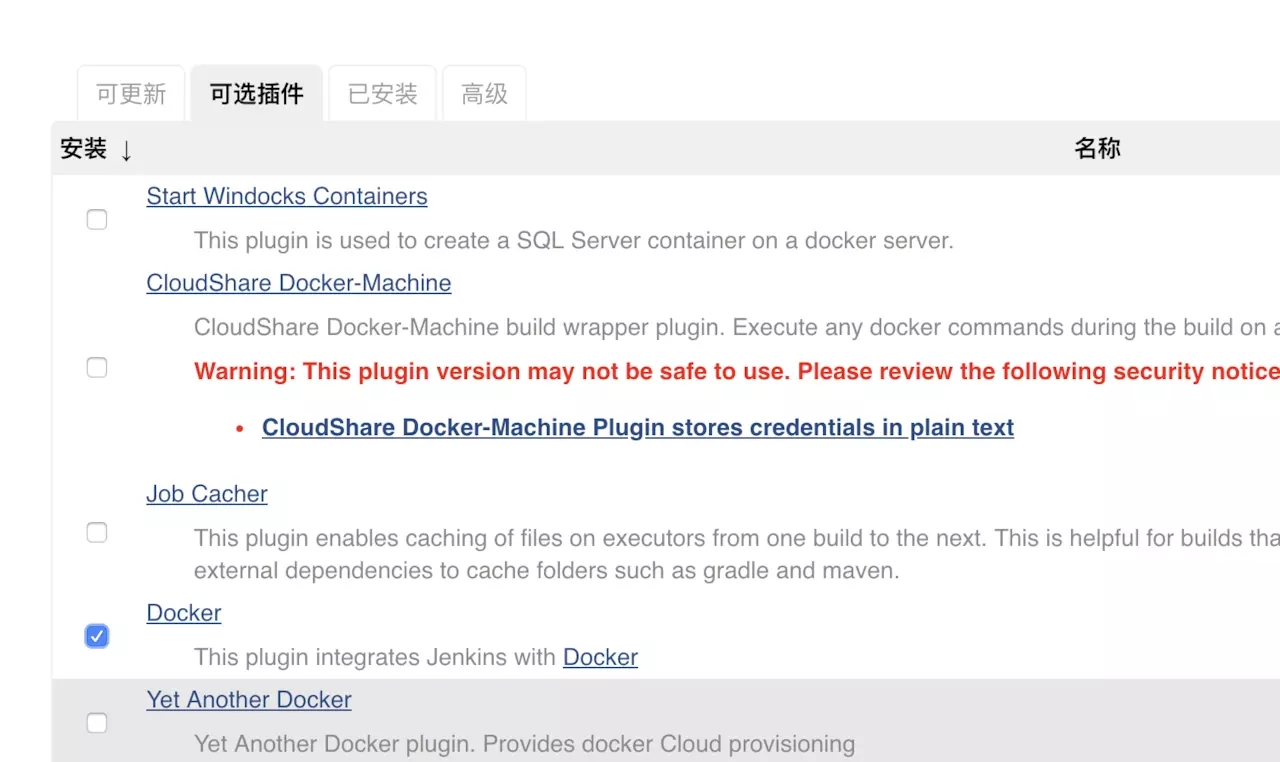 可更新 可选插件 已安装 高级
安装 ↓ 名称
Start Windocks Containers
This plugin is used to create a SQL Server container on a docker server.
CloudShare Docker-Machine
CloudShare Docker-Machine build wrapper plugin. Execute any docker commands during the build on a
Warning: This plugin version may not be safe to use. Please review the following security notice
• CloudShare Docker-Machine Plugin stores credentials in plain text
Job Cacher
This plugin enables caching of files on executors from one build to the next. This is helpful for builds tha
external dependencies to cache folders such as gradle and maven.
Docker
This plugin integrates Jenkins with Docker
Yet Another Docker
Yet Another Docker plugin. Provides docker Cloud provisioning